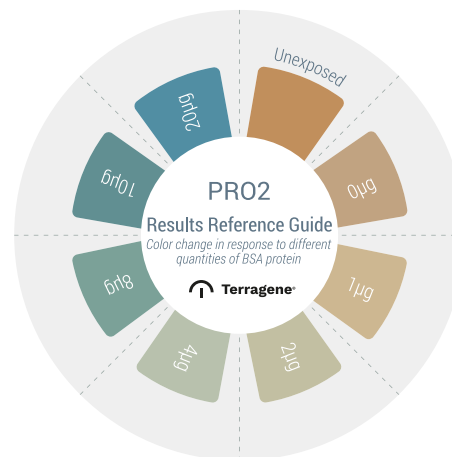 Unexposed
0µg
1µg
2µg
4µg
8µg
10µg
20µg
PRO2
Results Reference Guide
Color change in response to different
quantities of BSA protein
Terragene®